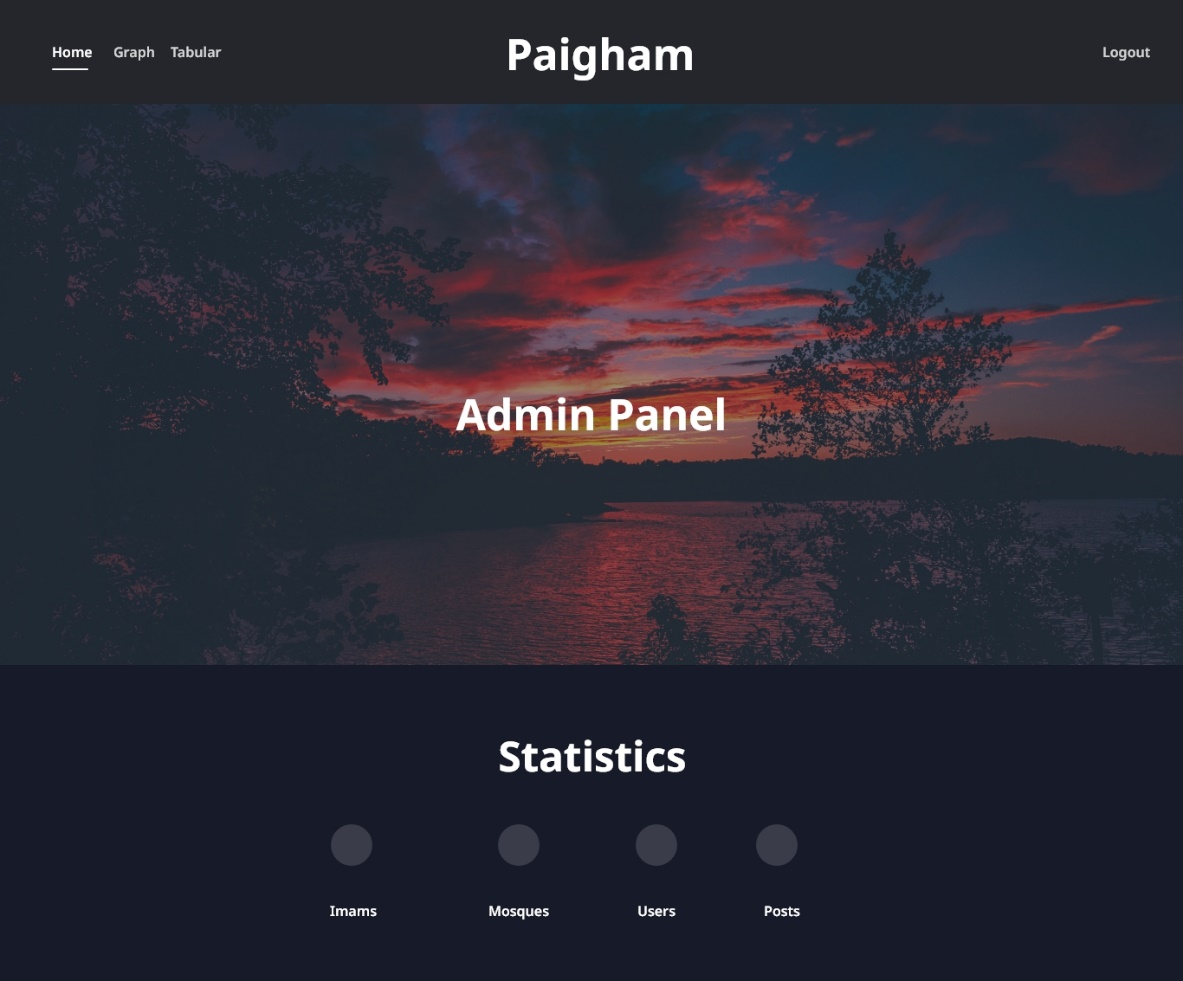 Home Graph Tabular Paigham Logout
Admin Panel
Statistics
Imams Mosques Users Posts